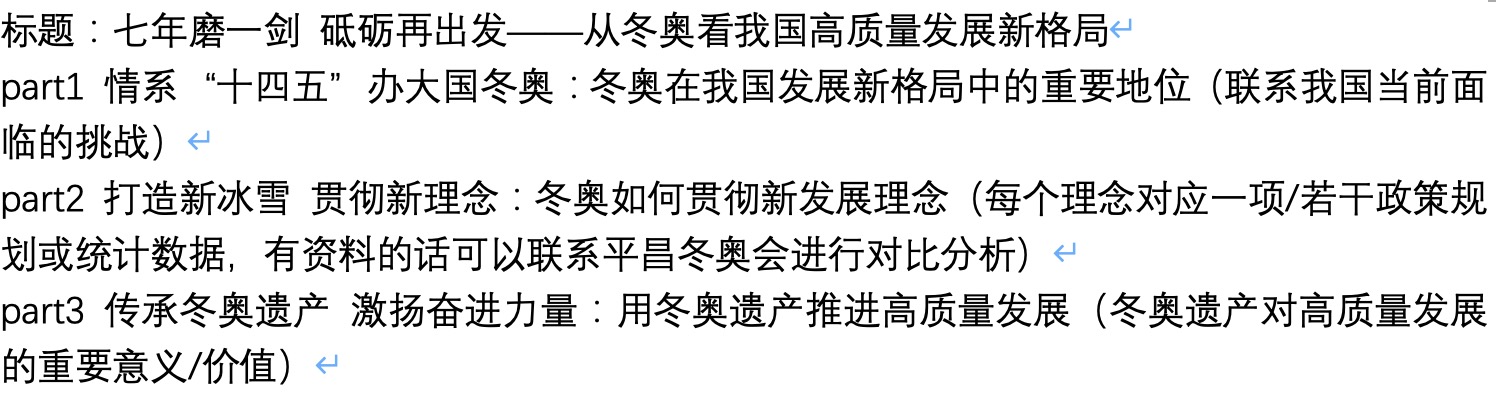 标题：七年磨一剑 砥砺再出发——从冬奥看我国高质量发展新格局
part1 情系“十四五”办大国冬奥：冬奥在我国发展新格局中的重要地位（联系我国当前面
临的挑战）
part2 打造新冰雪 贯彻新理念：冬奥如何贯彻新发展理念（每个理念对应一项/若干政策规
划或统计数据，有资料的话可以联系平昌冬奥会进行对比分析）
part3 传承冬奥遗产 激扬奋进力量：用冬奥遗产推进高质量发展（冬奥遗产对高质量发展
的重要意义/价值）